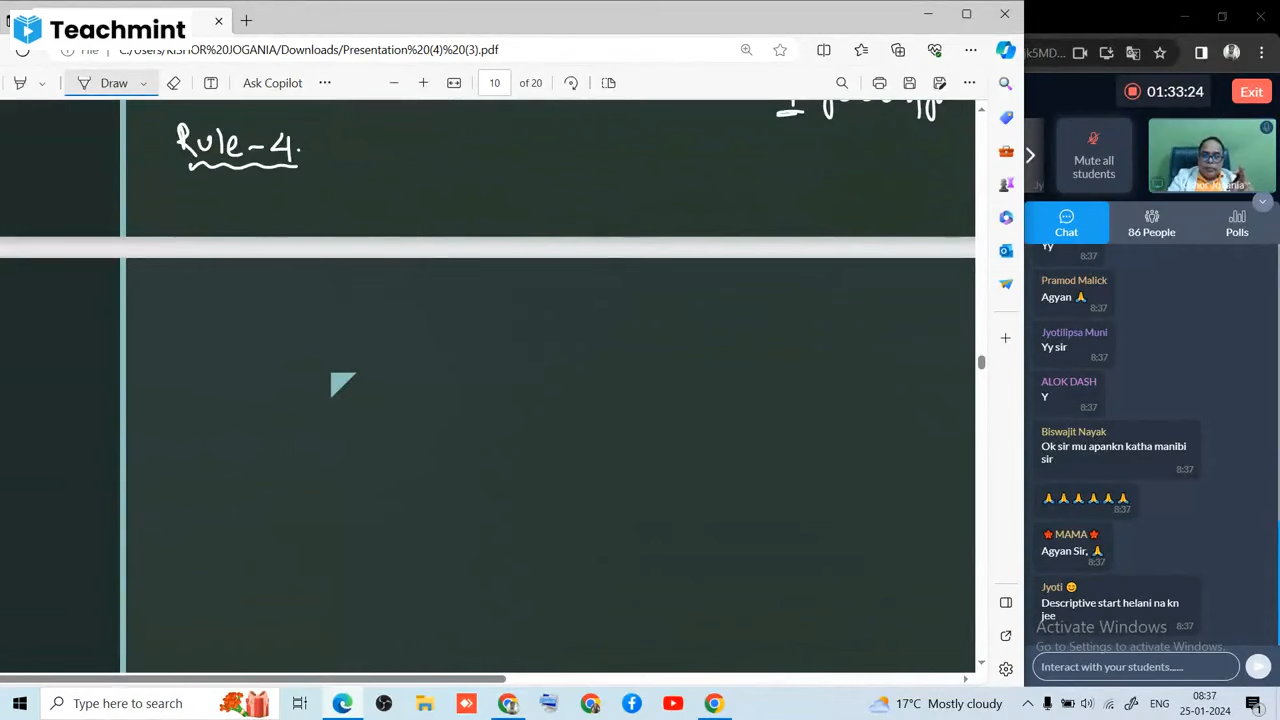 Teachmint
File
C:/Users/KISHOR%20JOGANIA/Downloads/Presentation%20(4)%20(3).pdf
Draw
Ask Copilot
10 of 20
Rule-4.
k5MD
01:33:24
Exit
Mute all
students
Chat
86 People
Polls
Yy
8:37
Pramod Malick
Agyan 🙏
8:37
Jyotilipsa Muni
Yy sir
8:37
ALOK DASH
Y
8:37
Biswajit Nayak
Ok sir mu apankn katha manibi
sir
8:37
🙏🙏🙏🙏🙏🙏
8:37
🌺 MAMA 🌺
Agyan Sir, 🙏
8:37
Jyoti 😊
Descriptive start helani na kn
jee
8:37
Activate Windows
Go to Settings to activate Windows.
Interact with your students......
Type here to search
17°C Mostly cloudy
08:37
25-01-2024
1